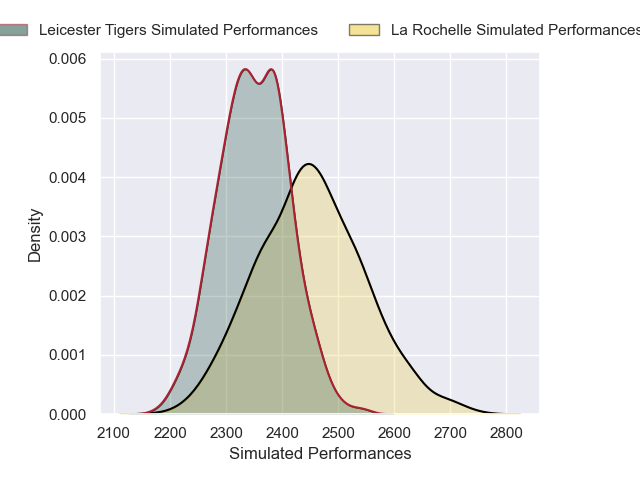 Leicester Tigers Simulated Performances La Rochelle Simulated Performances
0.006
0.005
0.004
0.003
0.002
0.001
0.000
Density
2100 2200 2300 2400 2500 2600 2700 2800
Simulated Performances